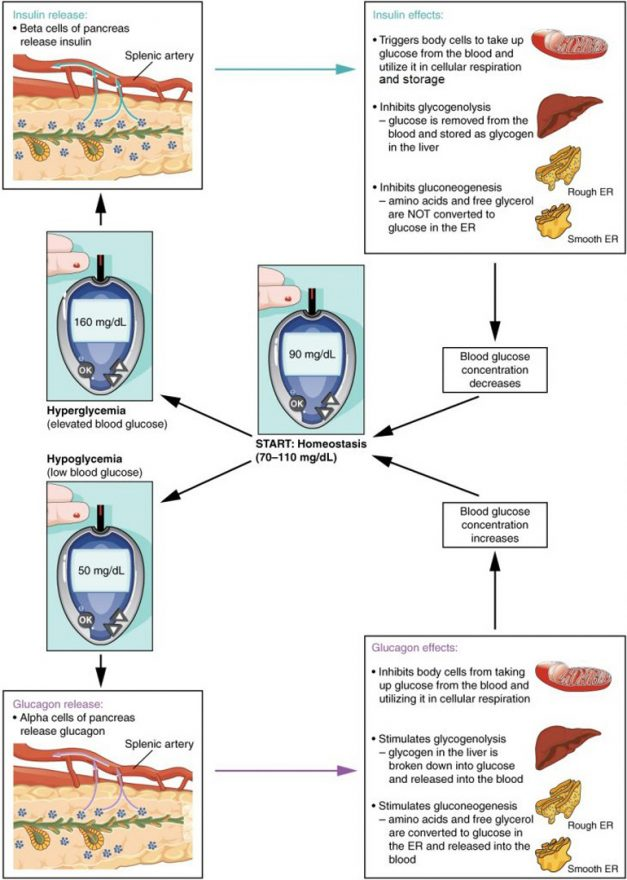 Insulin release:
• Beta cells of pancreas
release insulin
Splenic artery
Insulin effects:
• Triggers body cells to take up
glucose from the blood and
utilize it in cellular respiration
and storage
• Inhibits glycogenolysis
– glucose is removed from the
blood and stored as glycogen
in the liver
• Inhibits gluconeogenesis
– amino acids and free glycerol
are NOT converted to
glucose in the ER
Rough ER
Smooth ER
160 mg/dL
OK
Hyperglycemia
(elevated blood glucose)
90 mg/dL
OK
START: Homeostasis
(70–110 mg/dL)
Blood glucose
concentration
decreases
Hypoglycemia
(low blood glucose)
50 mg/dL
OK
Blood glucose
concentration
increases
Glucagon release:
• Alpha cells of pancreas
release glucagon
Splenic artery
Glucagon effects:
• Inhibits body cells from taking
up glucose from the blood and
utilizing it in cellular respiration
• Stimulates glycogenolysis
– glycogen in the liver is
broken down into glucose
and released into the blood
• Stimulates gluconeogenesis
– amino acids and free glycerol
are converted to glucose in
the ER and released into the
blood
Rough ER
Smooth ER